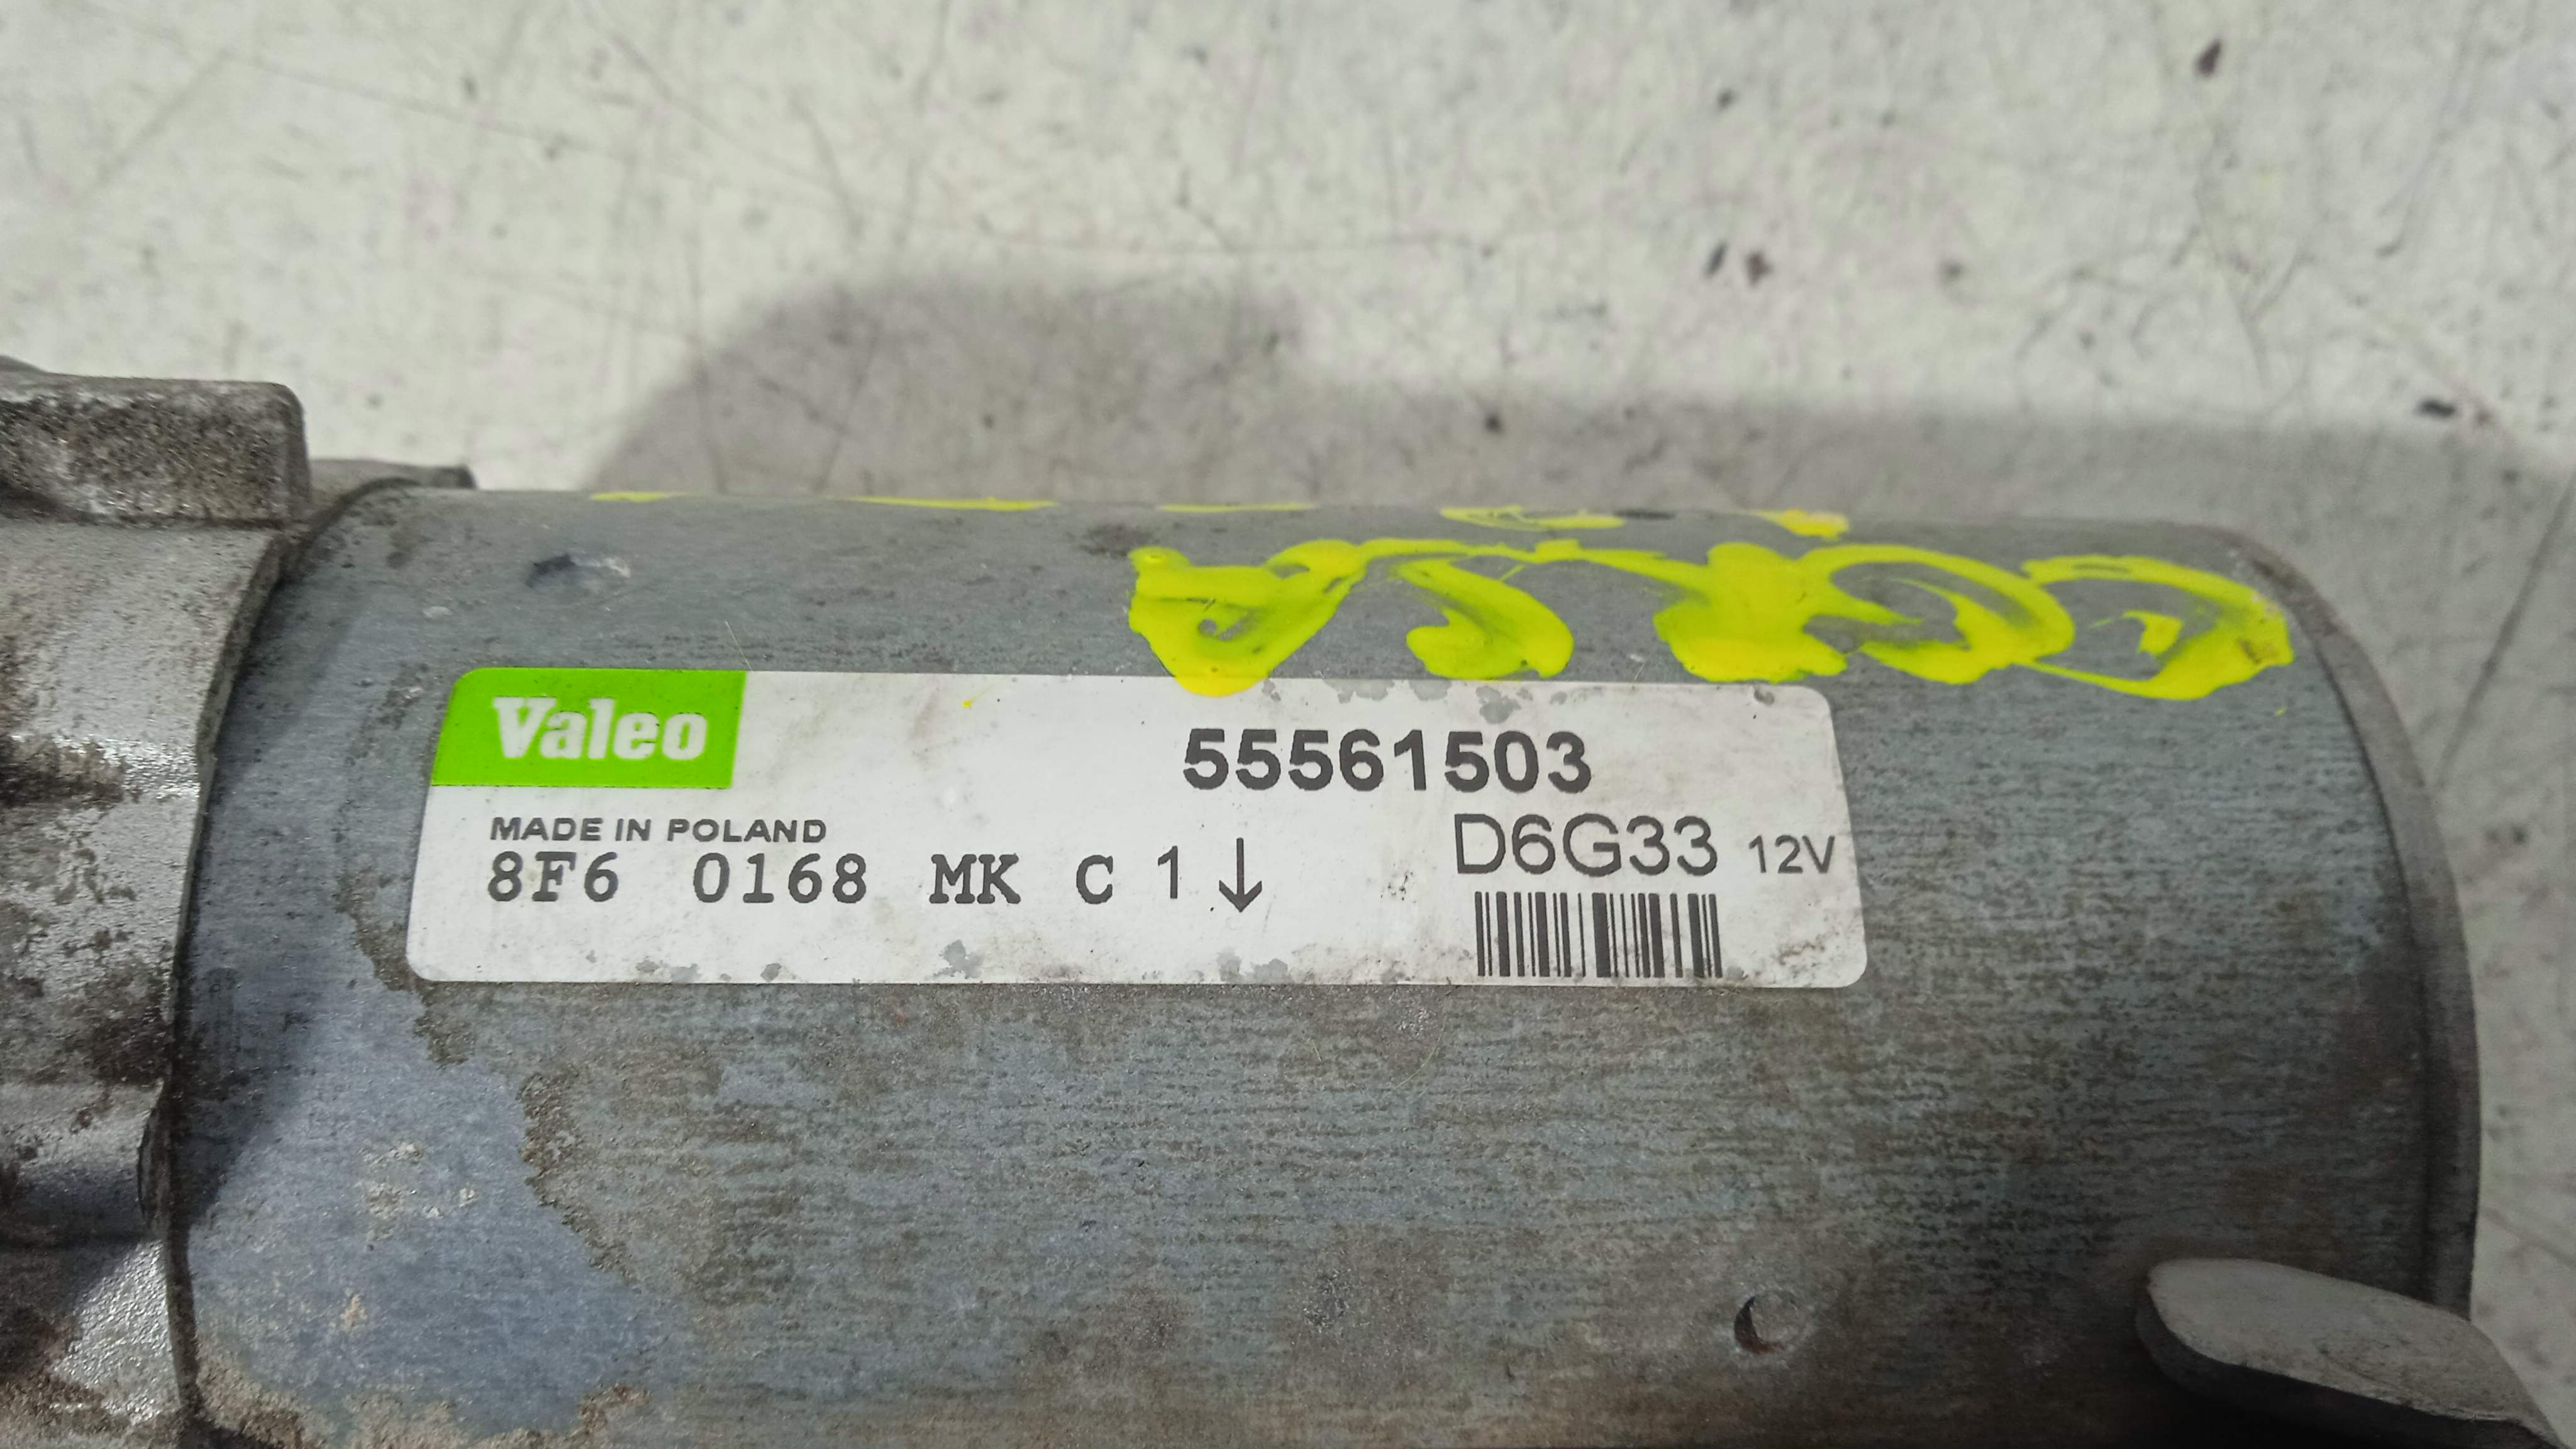 Valeo
55561503
MADE IN POLAND
D6G33 12V
8F6 0168 MK C 1↓